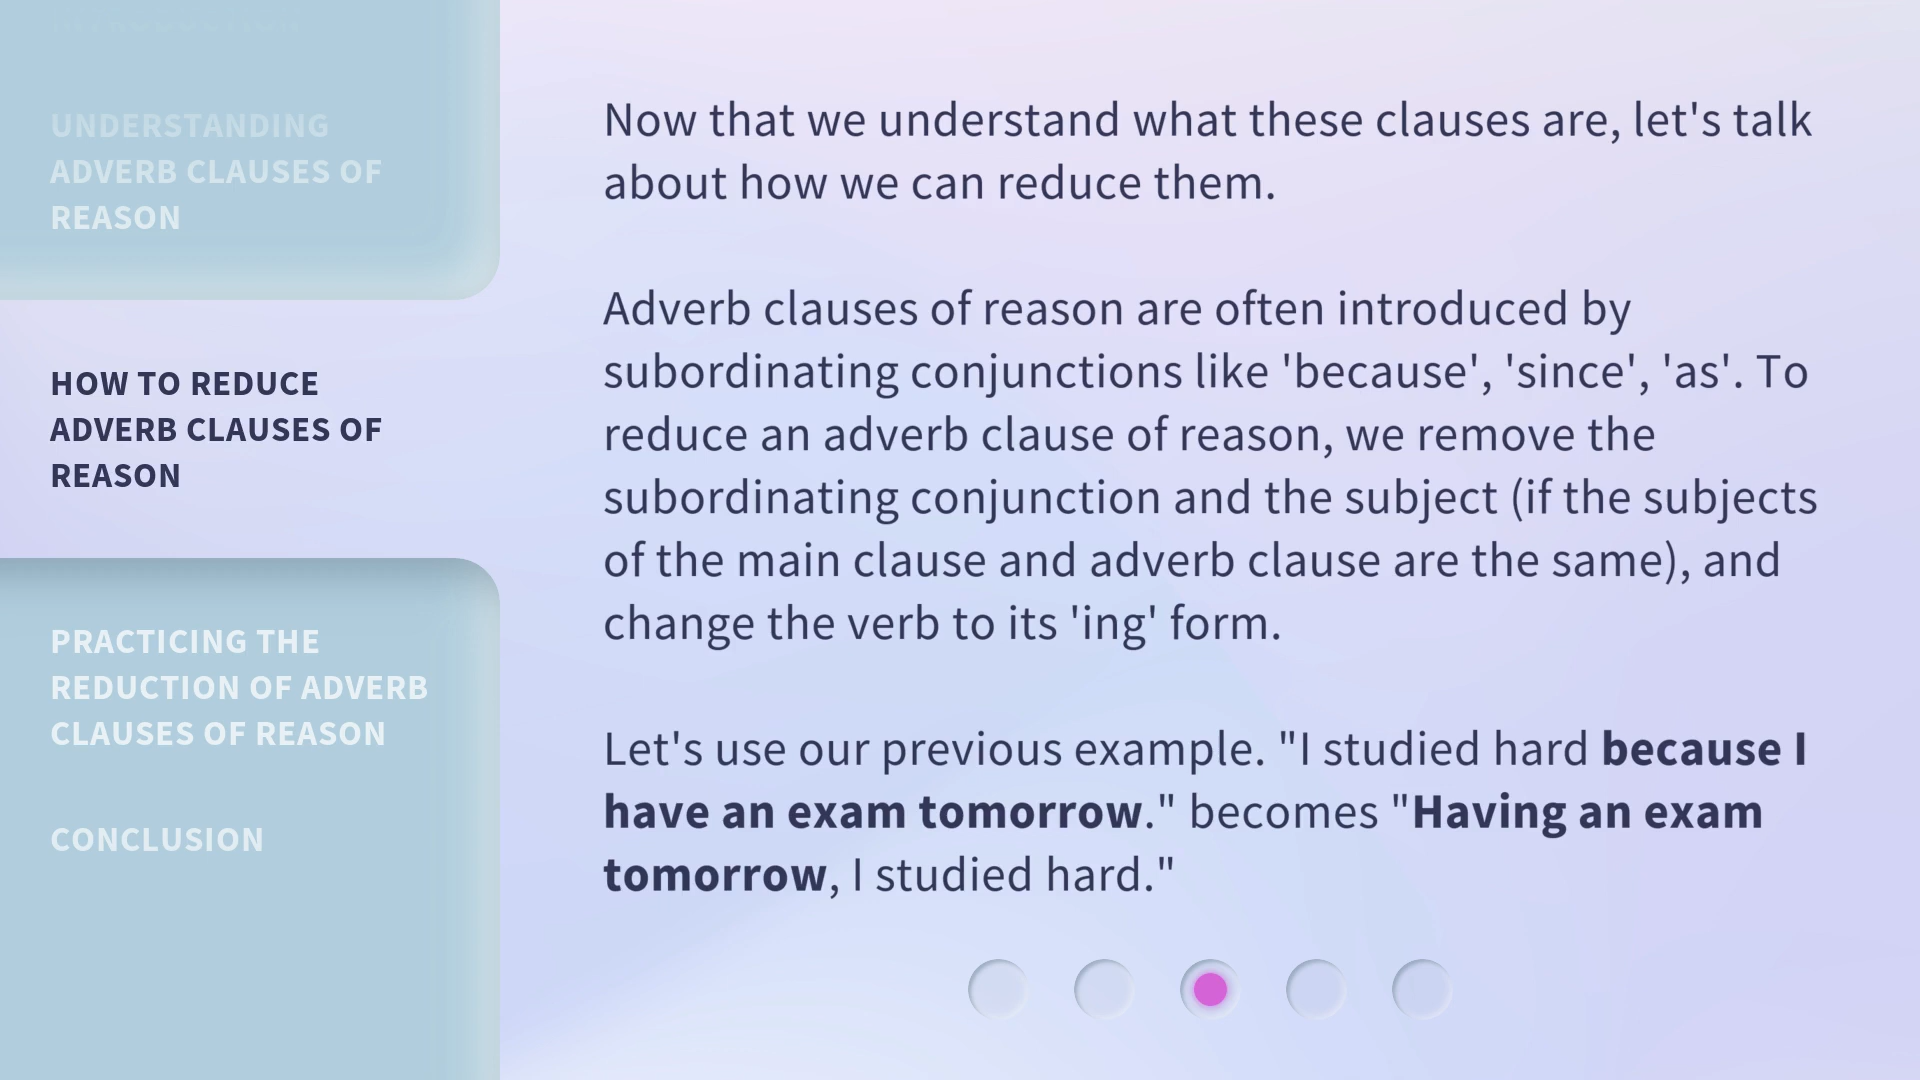 INTRODUCTION
UNDERSTANDING
ADVERB CLAUSES OF
REASON
HOW TO REDUCE
ADVERB CLAUSES OF
REASON
PRACTICING THE
REDUCTION OF ADVERB
CLAUSES OF REASON
CONCLUSION
Now that we understand what these clauses are, let's talk
about how we can reduce them.
Adverb clauses of reason are often introduced by
subordinating conjunctions like 'because', 'since', 'as'. To
reduce an adverb clause of reason, we remove the
subordinating conjunction and the subject (if the subjects
of the main clause and adverb clause are the same), and
change the verb to its 'ing' form.
Let's use our previous example. "I studied hard because I
have an exam tomorrow." becomes "Having an exam
tomorrow, I studied hard."